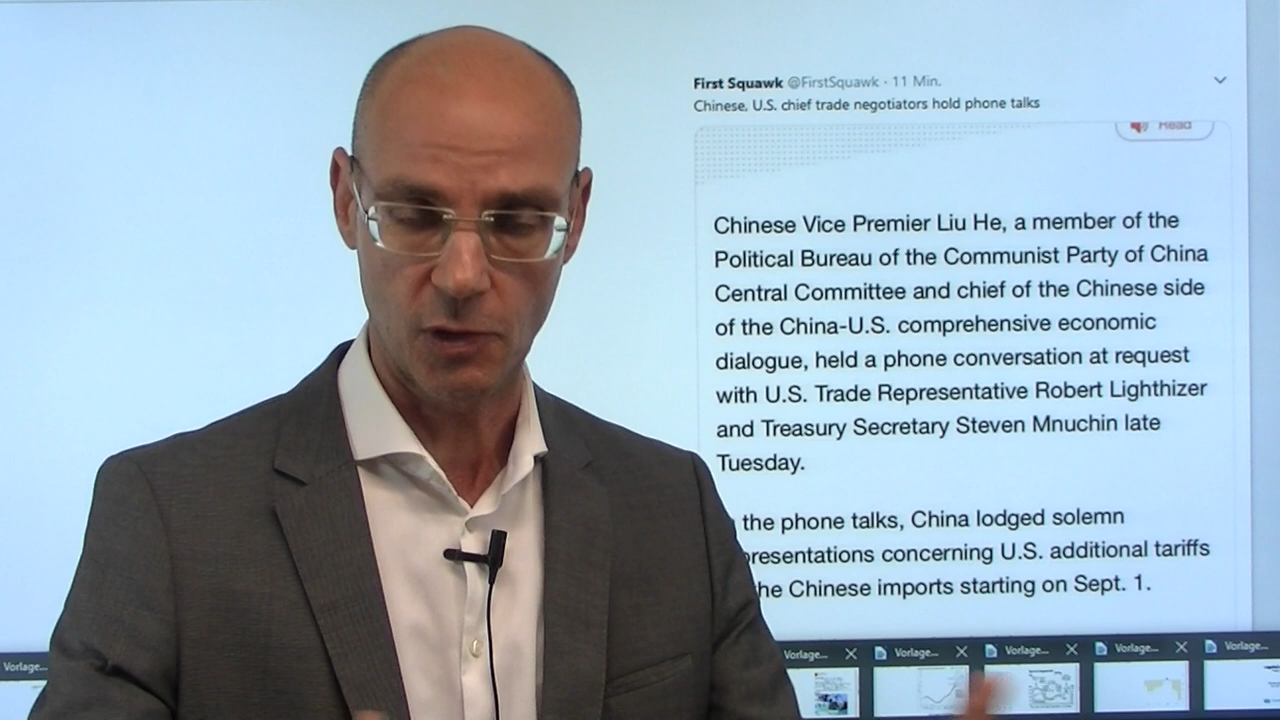 First Squawk @FirstSquawk · 11 Min.
Chinese, U.S. chief trade negotiators hold phone talks
Read
Chinese Vice Premier Liu He, a member of the
Political Bureau of the Communist Party of China
Central Committee and chief of the Chinese side
of the China-U.S. comprehensive economic
dialogue, held a phone conversation at request
with U.S. Trade Representative Robert Lighthizer
and Treasury Secretary Steven Mnuchin late
Tuesday.
the phone talks, China lodged solemn
presentations concerning U.S. additional tariffs
he Chinese imports starting on Sept. 1.
Vorlage... Vorlage... Vorlage... Vorlage... Vorlage... Vorlage...